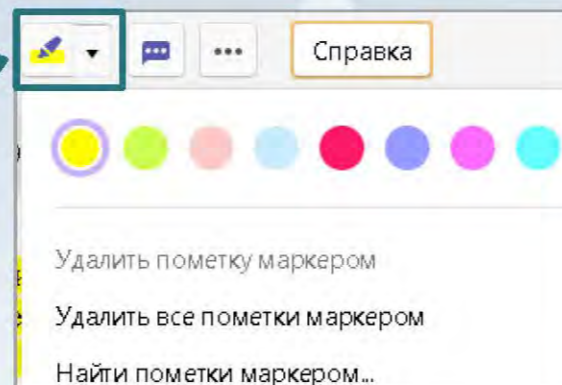 Справка
Удалить пометку маркером
Удалить все пометки маркером
Найти пометки маркером...